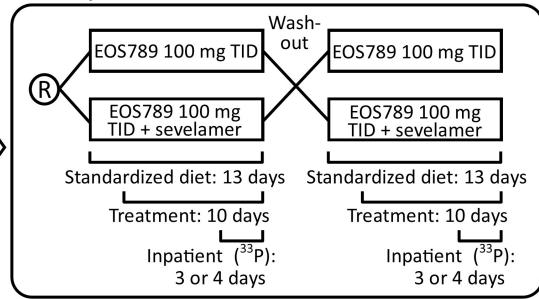 Wash-
out
EOS789 100 mg TID
EOS789 100 mg TID
R
EOS789 100 mg
TID + sevelamer
EOS789 100 mg
TID + sevelamer
Standardized diet: 13 days
Standardized diet: 13 days
Treatment: 10 days
Treatment: 10 days
Inpatient (³³P):
3 or 4 days
Inpatient (³³P):
3 or 4 days